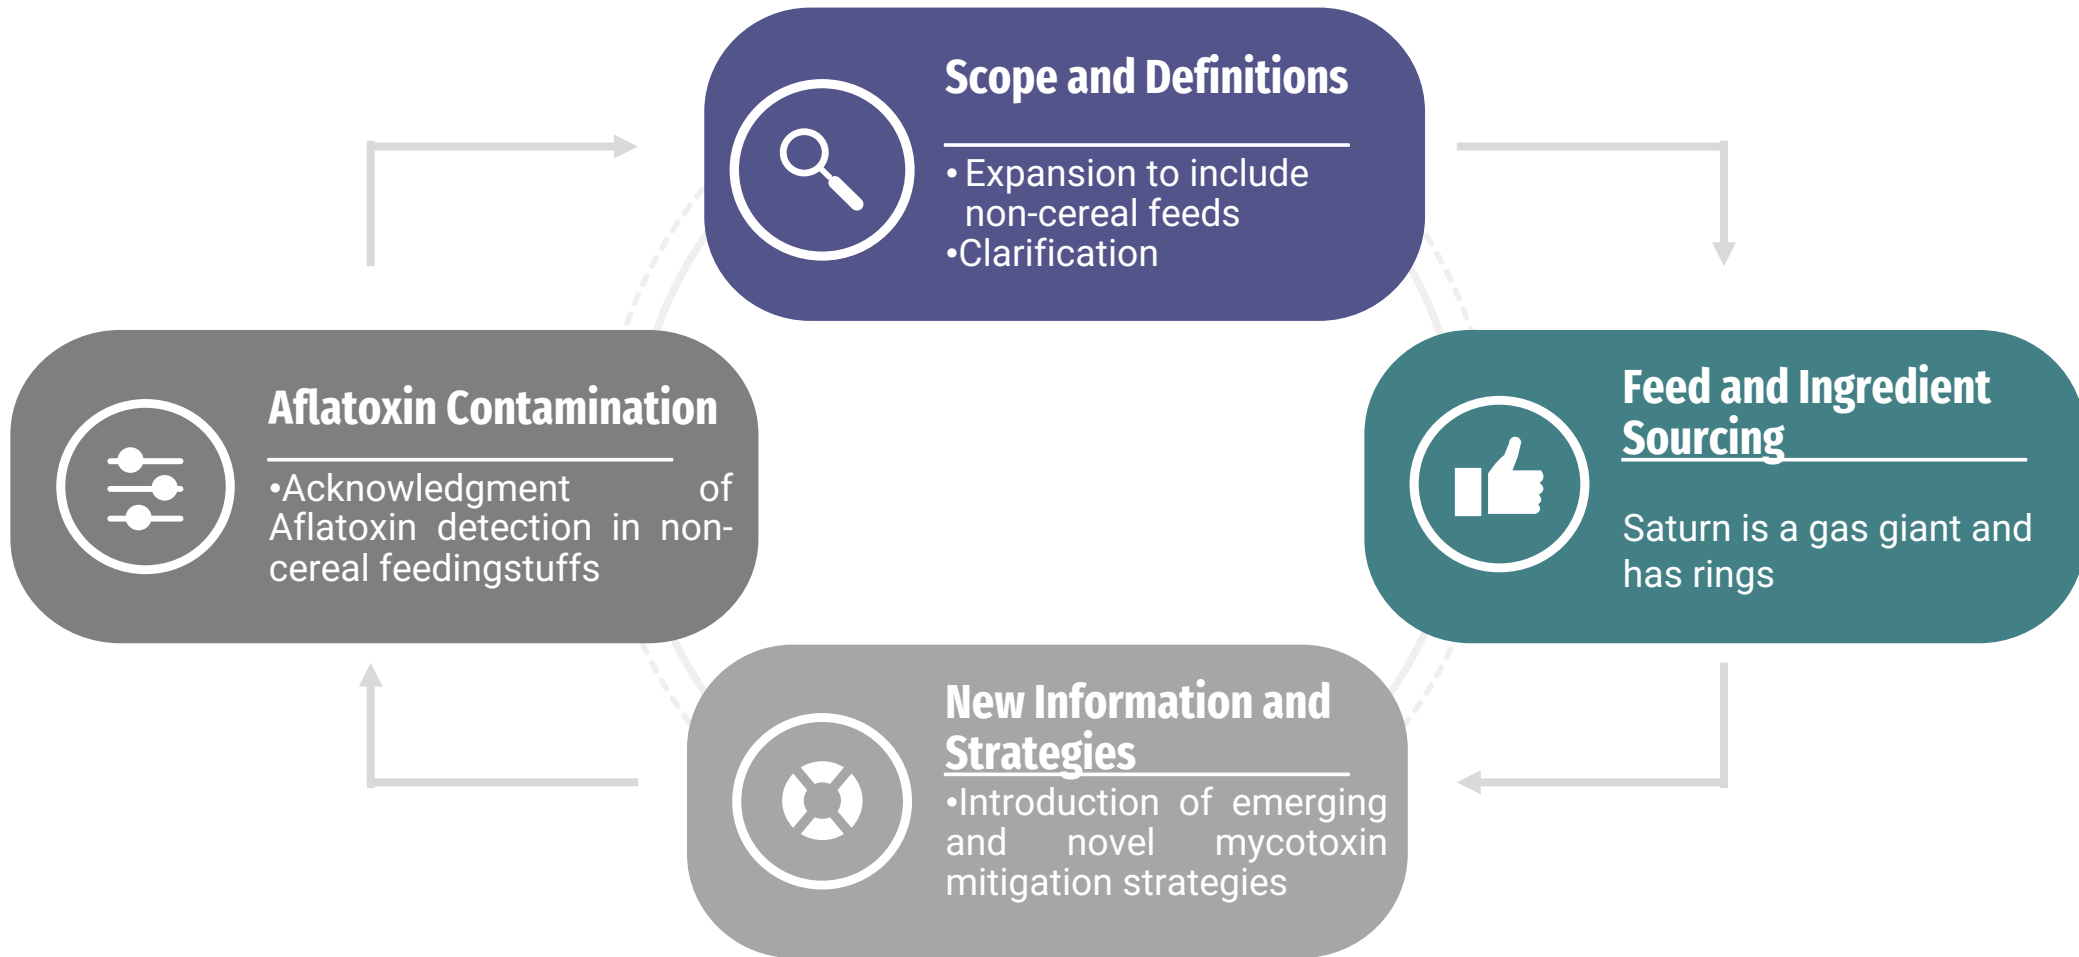 Scope and Definitions
• Expansion to include
non-cereal feeds
•Clarification
Feed and Ingredient
Sourcing
Saturn is a gas giant and
has rings
New Information and
Strategies
•Introduction of emerging
and novel mycotoxin
mitigation strategies
Aflatoxin Contamination
•Acknowledgment of
Aflatoxin detection in non-
cereal feedingstuffs